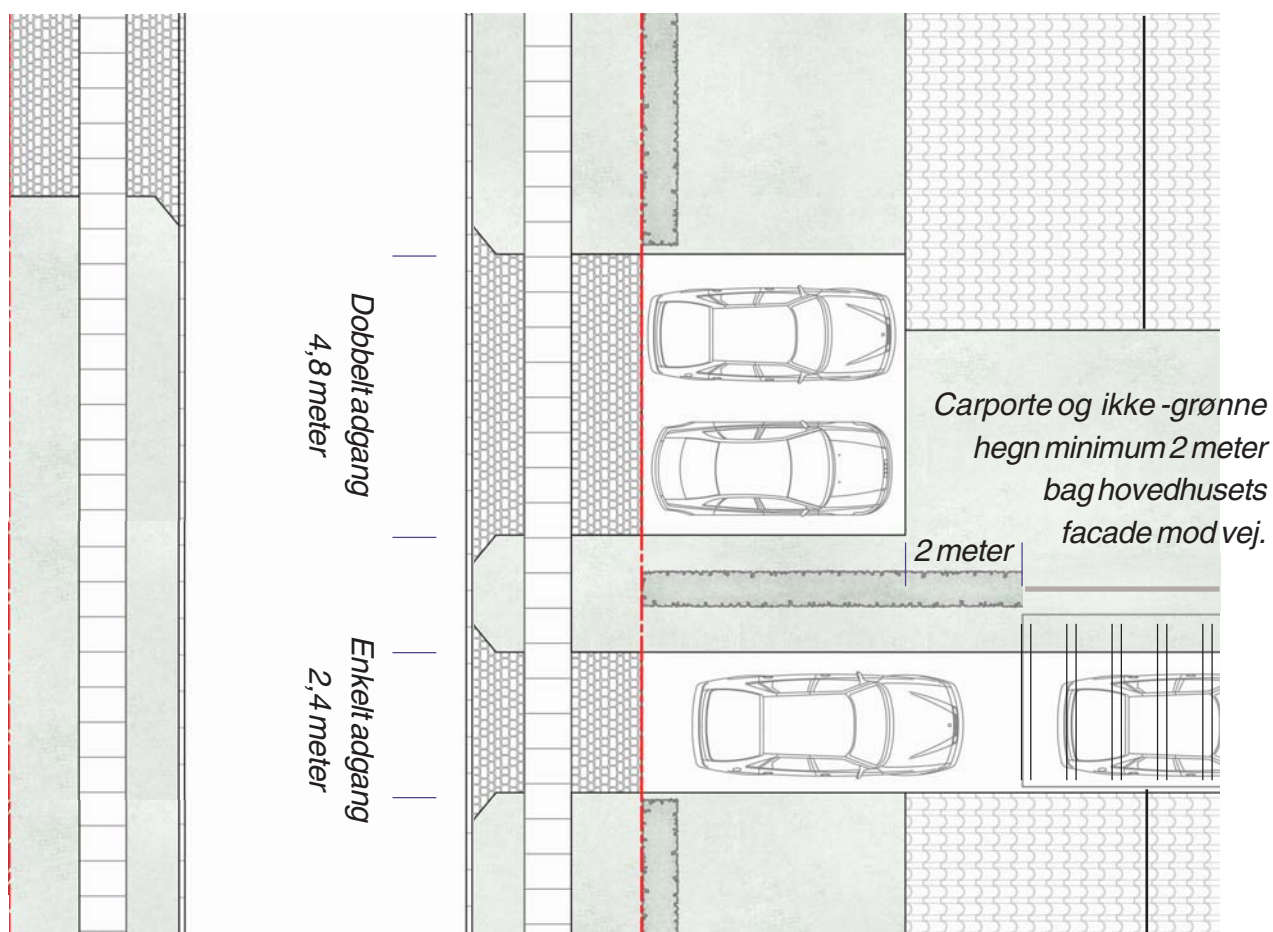 Dobbelt adgang
4,8 meter
Carporte og ikke -grønne
hegn minimum 2 meter
bag hovedhusets
facade mod vej.
2 meter
Enkelt adgang
2,4 meter